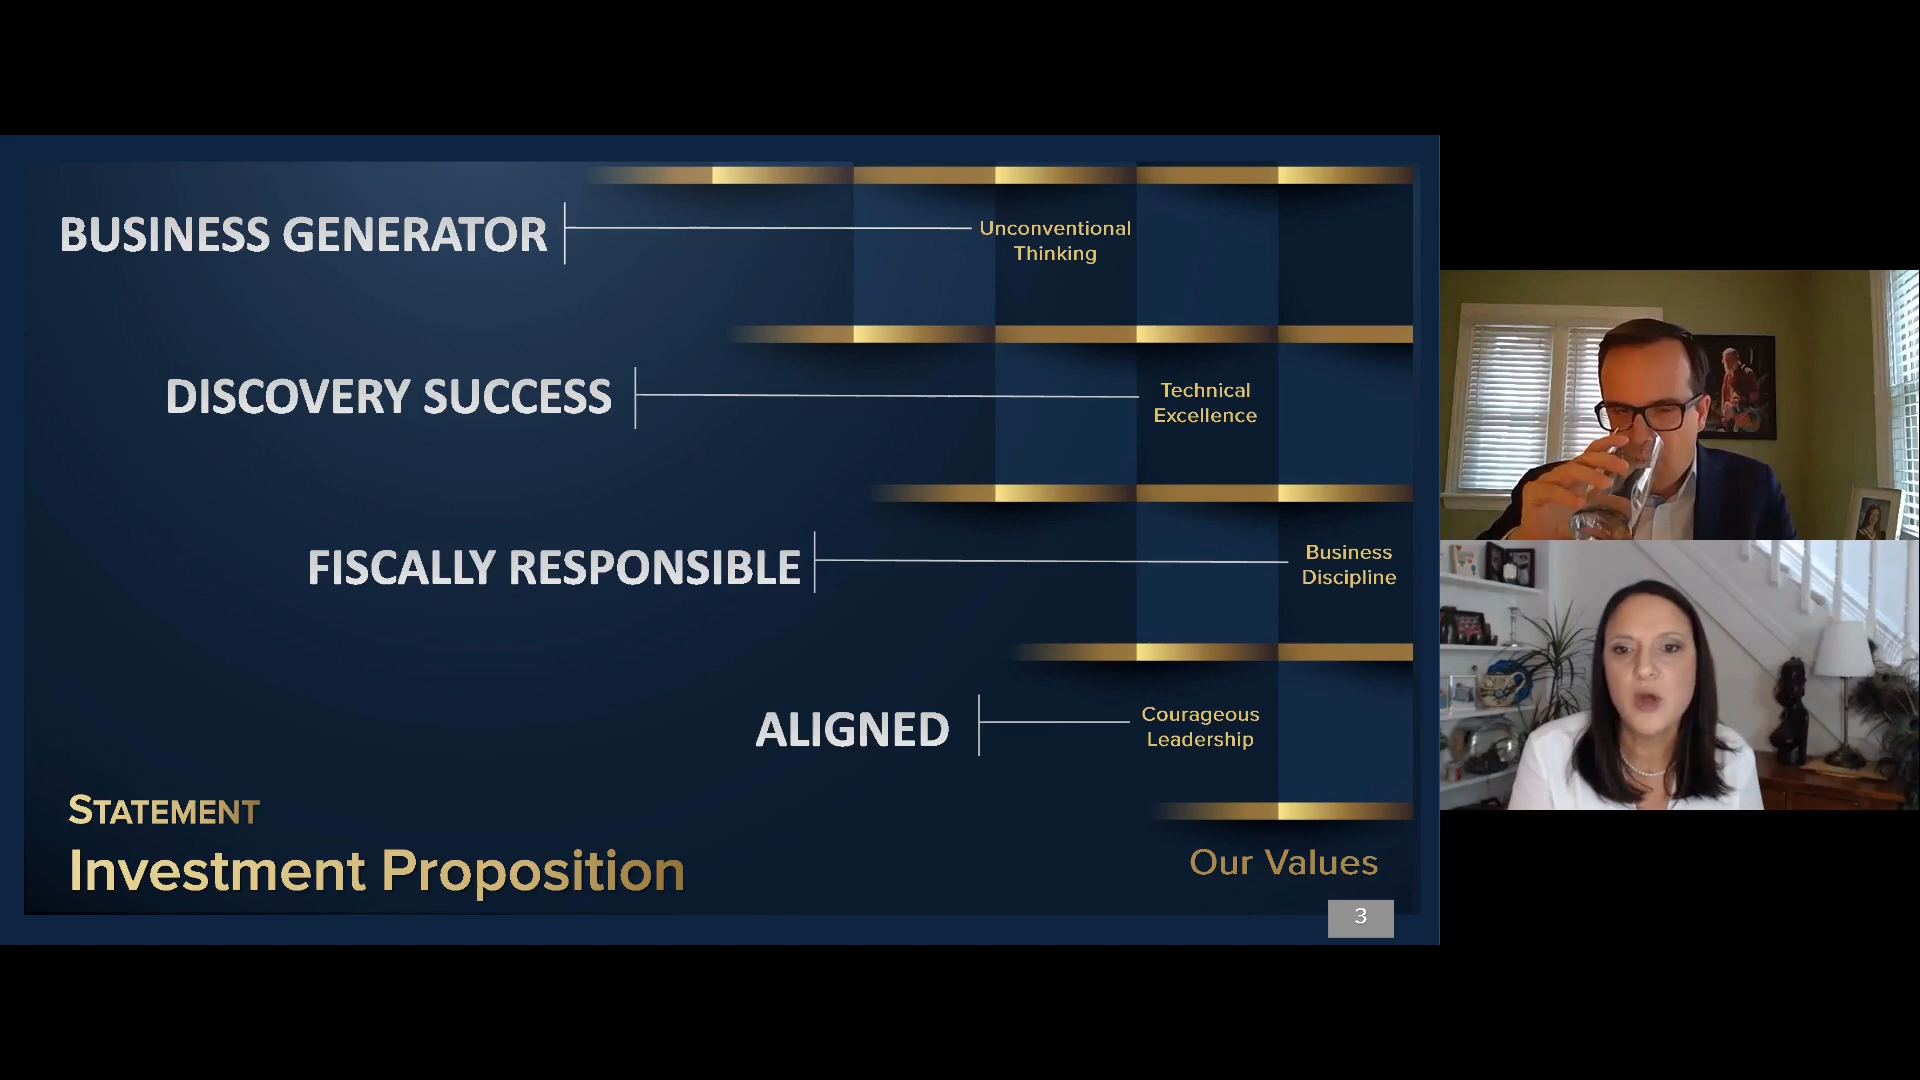 BUSINESS GENERATOR
Unconventional
Thinking
DISCOVERY SUCCESS
Technical
Excellence
FISCALLY RESPONSIBLE
Business
Discipline
ALIGNED
Courageous
Leadership
STATEMENT
Investment Proposition
Our Values
3